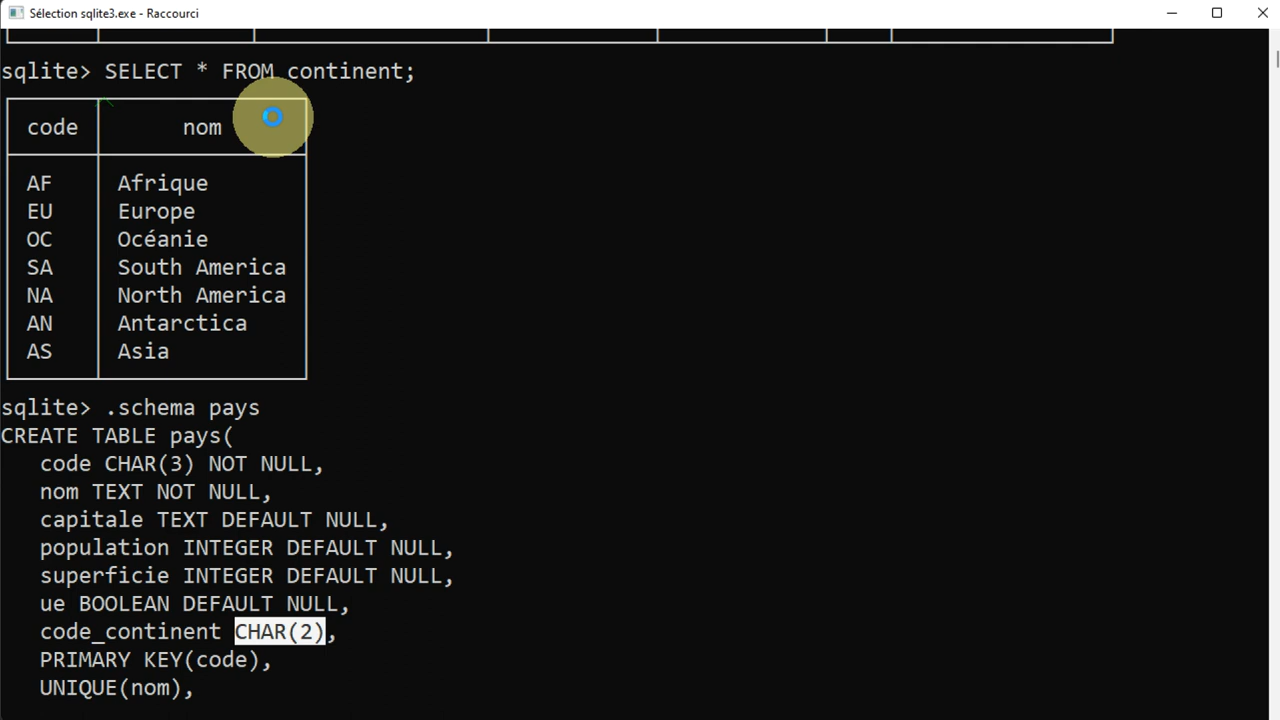 Sélection sqlite3.exe - Raccourci
sqlite> SELECT * FROM continent;
code nom
AF Afrique
EU Europe
OC Océanie
SA South America
NA North America
AN Antarctica
AS Asia
sqlite> .schema pays
CREATE TABLE pays(
code CHAR(3) NOT NULL,
nom TEXT NOT NULL,
capitale TEXT DEFAULT NULL,
population INTEGER DEFAULT NULL,
superficie INTEGER DEFAULT NULL,
ue BOOLEAN DEFAULT NULL,
code_continent CHAR(2),
PRIMARY KEY(code),
UNIQUE(nom),